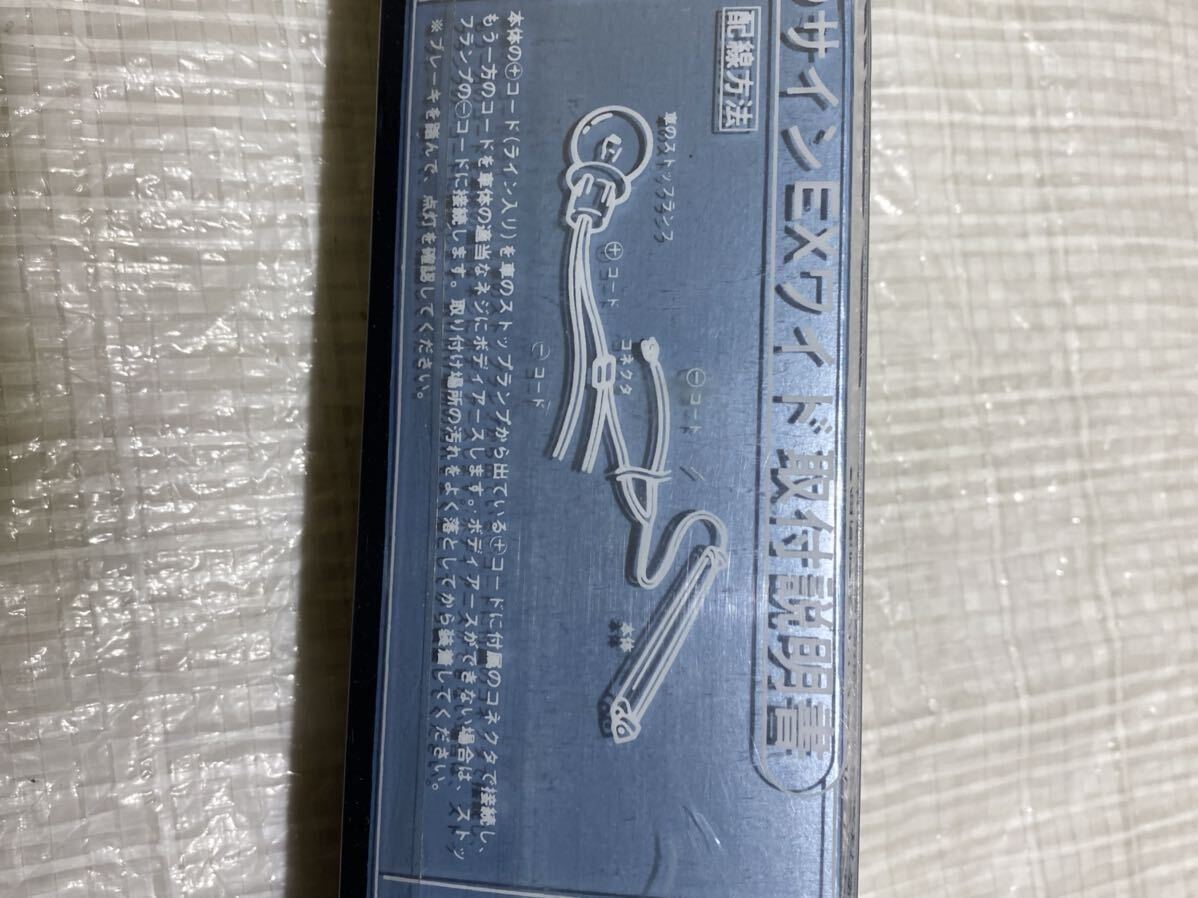 サインEXワイド取付説明書
配線方法
車のストップランプ
⊕コード
コネクタ
⊖コード
⊖コード
本体
本体の⊕コード(ライン入り)を車のストップランプから出ている⊕コードに付属のコネクタで接続し、
もう一方のコードを車体の適当なネジにボディアースします。ボディアースができない場合は、ストッ
プランプの⊖コードに接続します。取り付け場所の汚れをよく落としてから装着してください。
※ブレーキを踏んで、点灯を確認してください。